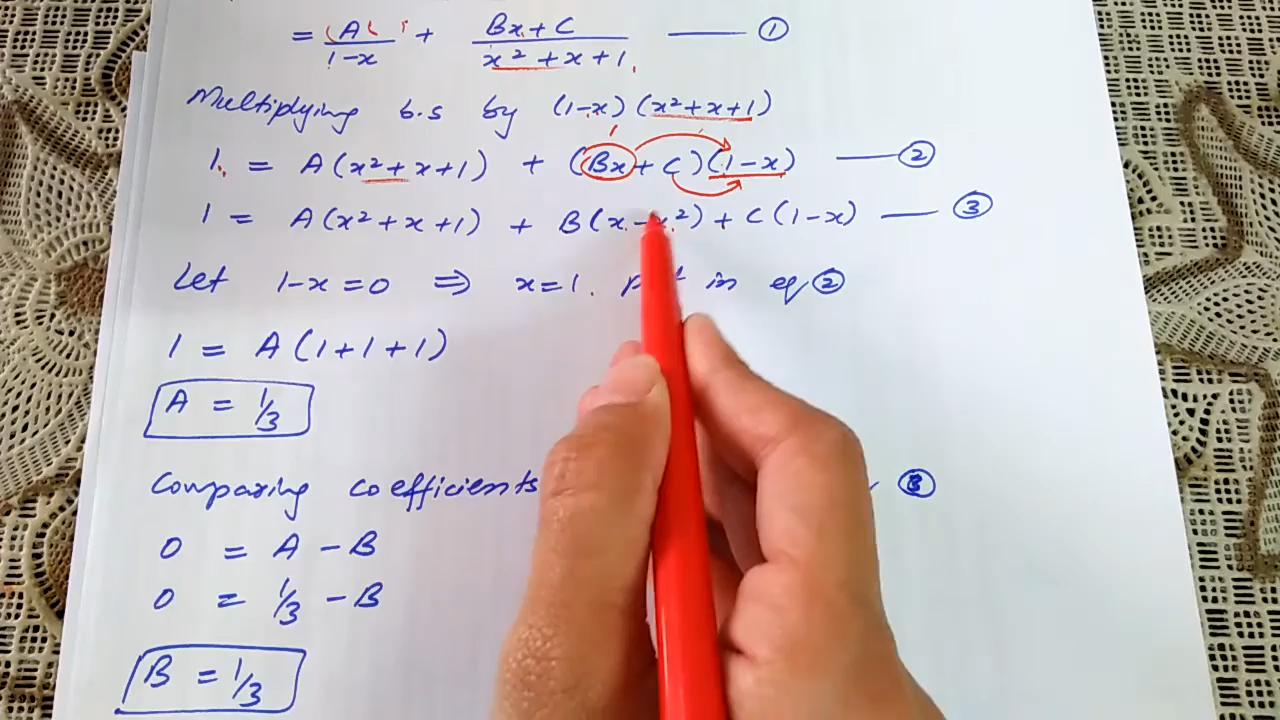 = A/(1-x) + (Bx+C)/(x²+x+1) —— ①
Multiplying b.s by (1-x)(x²+x+1)
1 = A(x²+x+1) + (Bx+C)(1-x) —— ②
1 = A(x²+x+1) + B(x-x²) + C(1-x) —— ③
Let 1-x=0 ⇒ x=1. in eq ②
1 = A(1+1+1)
A = 1/3
Comparing coefficients ③
0 = A - B
0 = 1/3 - B
B = 1/3